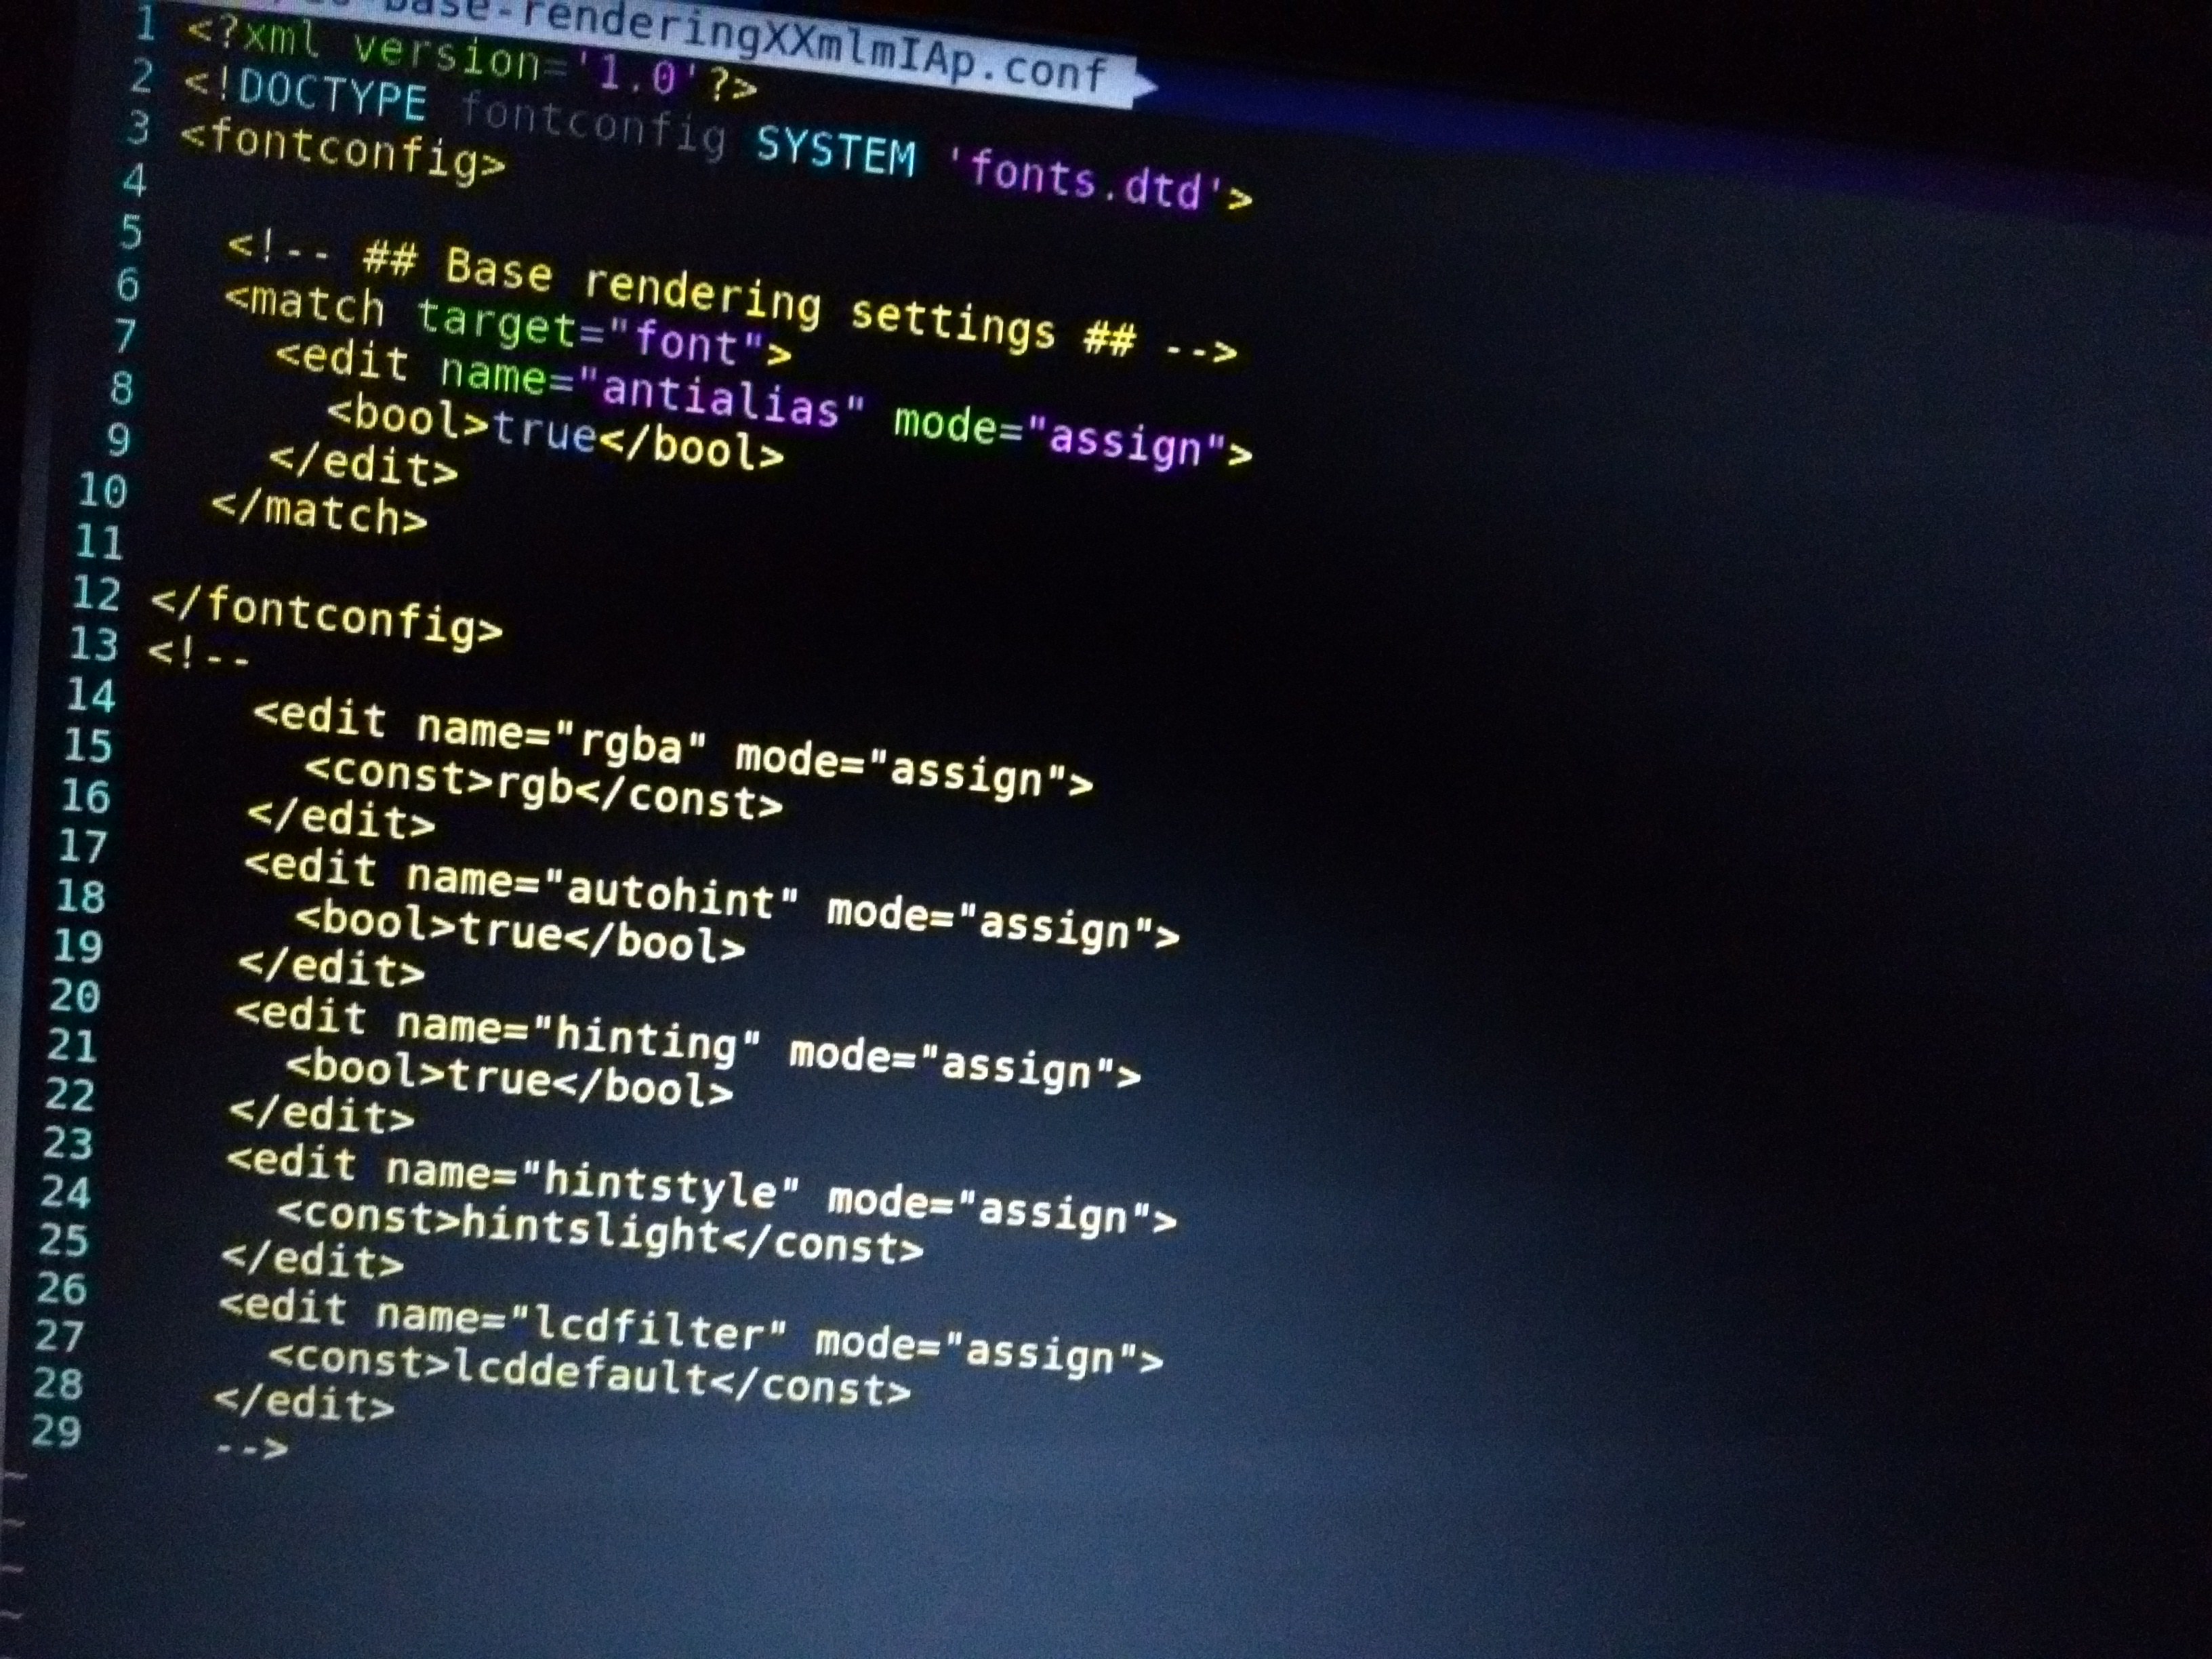 base-renderingXXmlmIAp.conf
1 <?xml version='1.0'?>
2 <!DOCTYPE fontconfig SYSTEM 'fonts.dtd'>
3 <fontconfig>
4
5   <!-- ## Base rendering settings ## -->
6   <match target="font">
7     <edit name="antialias" mode="assign">
8       <bool>true</bool>
9     </edit>
10   </match>
11
12 </fontconfig>
13 <!--
14     <edit name="rgba" mode="assign">
15       <const>rgb</const>
16     </edit>
17     <edit name="autohint" mode="assign">
18       <bool>true</bool>
19     </edit>
20     <edit name="hinting" mode="assign">
21       <bool>true</bool>
22     </edit>
23     <edit name="hintstyle" mode="assign">
24       <const>hintslight</const>
25     </edit>
26     <edit name="lcdfilter" mode="assign">
27       <const>lcddefault</const>
28     </edit>
29     -->
~
~
~
~